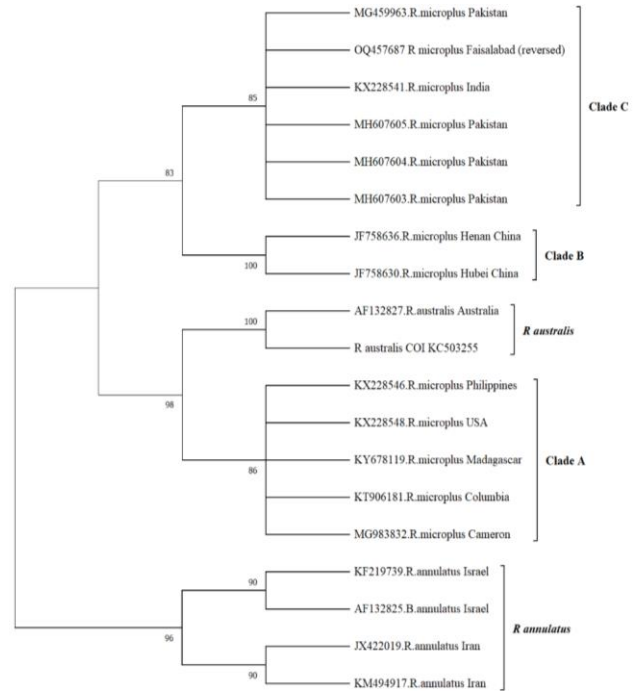 MG459963.R.microplus Pakistan
OQ457687 R microplus Faisalabad (reversed)
85
KX228541.R.microplus India
Clade C
MH607605.R.microplus Pakistan
MH607604.R.microplus Pakistan
83
MH607603.R.microplus Pakistan
JF758636.R.microplus Henan China
Clade B
100
JF758630.R.microplus Hubei China
AF132827.R.australis Australia
100
R australis
R australis COI KC503255
KX228546.R.microplus Philippines
98
KX228548.R.microplus USA
KY678119.R.microplus Madagascar
Clade A
86
KT906181.R.microplus Columbia
MG983832.R.microplus Cameron
KF219739.R.annulatus Israel
90
AF132825.B.annulatus Israel
R annulatus
96
JX422019.R.annulatus Iran
90
KM494917.R.annulatus Iran